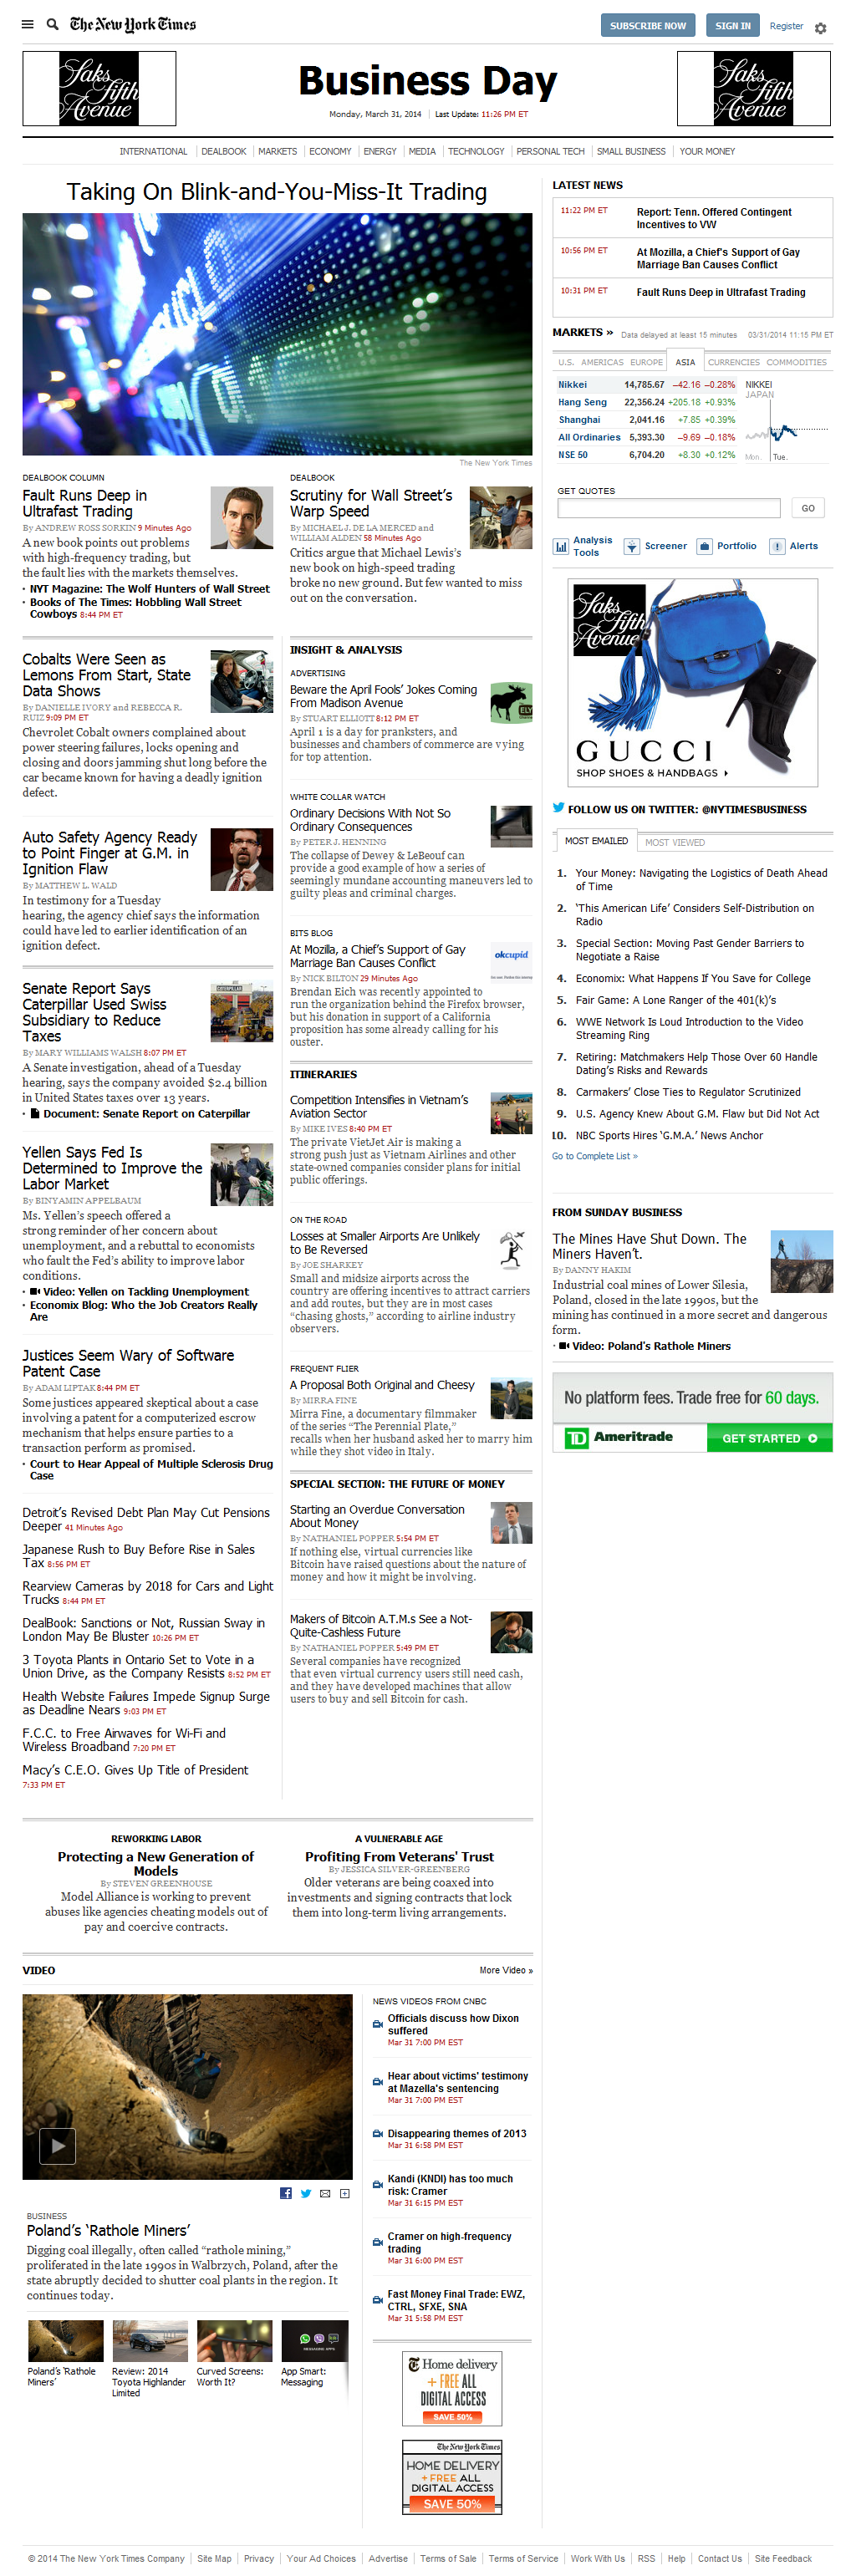 The New York Times
SUBSCRIBE NOW
SIGN IN
Register
Saks
Fifth
Avenue
Business Day
Monday, March 31, 2014
Last Update: 11:26 PM ET
Saks
Fifth
Avenue
INTERNATIONAL
DEALBOOK
MARKETS
ECONOMY
ENERGY
MEDIA
TECHNOLOGY
PERSONAL TECH
SMALL BUSINESS
YOUR MONEY
Taking On Blink-and-You-Miss-It Trading
The New York Times
DEALBOOK COLUMN
Fault Runs Deep in
Ultrafast Trading
By ANDREW ROSS SORKIN 9 Minutes Ago
A new book points out problems
with high-frequency trading, but
the fault lies with the markets themselves.
• NYT Magazine: The Wolf Hunters of Wall Street
• Books of The Times: Hobbling Wall Street
Cowboys 8:44 PM ET
DEALBOOK
Scrutiny for Wall Street’s
Warp Speed
By MICHAEL J. DE LA MERCED and
WILLIAM ALDEN 58 Minutes Ago
Critics argue that Michael Lewis’s
new book on high-speed trading
broke no new ground. But few wanted to miss
out on the conversation.
Cobalts Were Seen as
Lemons From Start, State
Data Shows
By DANIELLE IVORY and REBECCA R.
RUIZ 9:09 PM ET
Chevrolet Cobalt owners complained about
power steering failures, locks opening and
closing and doors jamming shut long before the
car became known for having a deadly ignition
defect.
Auto Safety Agency Ready
to Point Finger at G.M. in
Ignition Flaw
By MATTHEW L. WALD
In testimony for a Tuesday
hearing, the agency chief says the information
could have led to earlier identification of an
ignition defect.
Senate Report Says
Caterpillar Used Swiss
Subsidiary to Reduce
Taxes
By MARY WILLIAMS WALSH 8:07 PM ET
A Senate investigation, ahead of a Tuesday
hearing, says the company avoided $2.4 billion
in United States taxes over 13 years.
• Document: Senate Report on Caterpillar
CATERPILLAR
Yellen Says Fed Is
Determined to Improve the
Labor Market
By BINYAMIN APPELBAUM
Ms. Yellen’s speech offered a
strong reminder of her concern about
unemployment, and a rebuttal to economists
who fault the Fed’s ability to improve labor
conditions.
• Video: Yellen on Tackling Unemployment
• Economix Blog: Who the Job Creators Really
Are
Justices Seem Wary of Software
Patent Case
By ADAM LIPTAK 8:44 PM ET
Some justices appeared skeptical about a case
involving a patent for a computerized escrow
mechanism that helps ensure parties to a
transaction perform as promised.
• Court to Hear Appeal of Multiple Sclerosis Drug
Case
Detroit’s Revised Debt Plan May Cut Pensions
Deeper 41 Minutes Ago
Japanese Rush to Buy Before Rise in Sales
Tax 8:56 PM ET
Rearview Cameras by 2018 for Cars and Light
Trucks 8:44 PM ET
DealBook: Sanctions or Not, Russian Sway in
London May Be Bluster 10:26 PM ET
3 Toyota Plants in Ontario Set to Vote in a
Union Drive, as the Company Resists 8:52 PM ET
Health Website Failures Impede Signup Surge
as Deadline Nears 9:03 PM ET
F.C.C. to Free Airwaves for Wi-Fi and
Wireless Broadband 7:20 PM ET
Macy’s C.E.O. Gives Up Title of President
7:33 PM ET
INSIGHT & ANALYSIS
ADVERTISING
Beware the April Fools’ Jokes Coming
From Madison Avenue
By STUART ELLIOTT 8:12 PM ET
April 1 is a day for pranksters, and
businesses and chambers of commerce are vying
for top attention.
ELY
WHITE COLLAR WATCH
Ordinary Decisions With Not So
Ordinary Consequences
By PETER J. HENNING
The collapse of Dewey & LeBeouf can
provide a good example of how a series of
seemingly mundane accounting maneuvers led to
guilty pleas and criminal charges.
BITS BLOG
At Mozilla, a Chief’s Support of Gay
Marriage Ban Causes Conflict
By NICK BILTON 29 Minutes Ago
Brendan Eich was recently appointed to
run the organization behind the Firefox browser,
but his donation in support of a California
proposition has some already calling for his
ouster.
okcupid
ITINERARIES
Competition Intensifies in Vietnam’s
Aviation Sector
By MIKE IVES 8:40 PM ET
The private VietJet Air is making a
strong push just as Vietnam Airlines and other
state-owned companies consider plans for initial
public offerings.
ON THE ROAD
Losses at Smaller Airports Are Unlikely
to Be Reversed
By JOE SHARKEY
Small and midsize airports across the
country are offering incentives to attract carriers
and add routes, but they are in most cases
“chasing ghosts,” according to airline industry
observers.
FREQUENT FLIER
A Proposal Both Original and Cheesy
By MIRRA FINE
Mirra Fine, a documentary filmmaker
of the series “The Perennial Plate,”
recalls when her husband asked her to marry him
while they shot video in Italy.
SPECIAL SECTION: THE FUTURE OF MONEY
Starting an Overdue Conversation
About Money
By NATHANIEL POPPER 5:54 PM ET
If nothing else, virtual currencies like
Bitcoin have raised questions about the nature of
money and how it might be involving.
Makers of Bitcoin A.T.M.s See a Not-
Quite-Cashless Future
By NATHANIEL POPPER 5:49 PM ET
Several companies have recognized
that even virtual currency users still need cash,
and they have developed machines that allow
users to buy and sell Bitcoin for cash.
LATEST NEWS
11:22 PM ET Report: Tenn. Offered Contingent
Incentives to VW
10:56 PM ET At Mozilla, a Chief's Support of Gay
Marriage Ban Causes Conflict
10:31 PM ET Fault Runs Deep in Ultrafast Trading
MARKETS » Data delayed at least 15 minutes 03/31/2014 11:15 PM ET
U.S. AMERICAS EUROPE ASIA CURRENCIES COMMODITIES
Nikkei 14,785.67 –42.16 –0.28%
Hang Seng 22,356.24 +205.18 +0.93%
Shanghai 2,041.16 +7.85 +0.39%
All Ordinaries 5,393.30 –9.69 –0.18%
NSE 50 6,704.20 +8.30 +0.12%
NIKKEI
JAPAN
Mon. Tue.
GET QUOTES
GO
Analysis
Tools
Screener
Portfolio
Alerts
Saks
Fifth
Avenue
GUCCI
SHOP SHOES & HANDBAGS
FOLLOW US ON TWITTER: @NYTIMESBUSINESS
MOST EMAILED
MOST VIEWED
1. Your Money: Navigating the Logistics of Death Ahead
of Time
2. ‘This American Life’ Considers Self-Distribution on
Radio
3. Special Section: Moving Past Gender Barriers to
Negotiate a Raise
4. Economix: What Happens If You Save for College
5. Fair Game: A Lone Ranger of the 401(k)’s
6. WWE Network Is Loud Introduction to the Video
Streaming Ring
7. Retiring: Matchmakers Help Those Over 60 Handle
Dating’s Risks and Rewards
8. Carmakers’ Close Ties to Regulator Scrutinized
9. U.S. Agency Knew About G.M. Flaw but Did Not Act
10. NBC Sports Hires ‘G.M.A.’ News Anchor
Go to Complete List »
FROM SUNDAY BUSINESS
The Mines Have Shut Down. The
Miners Haven’t.
By DANNY HAKIM
Industrial coal mines of Lower Silesia,
Poland, closed in the late 1990s, but the
mining has continued in a more secret and dangerous
form.
• Video: Poland's Rathole Miners
No platform fees. Trade free for 60 days.
TD Ameritrade
GET STARTED
REWORKING LABOR
Protecting a New Generation of
Models
By STEVEN GREENHOUSE
Model Alliance is working to prevent
abuses like agencies cheating models out of
pay and coercive contracts.
A VULNERABLE AGE
Profiting From Veterans' Trust
By JESSICA SILVER-GREENBERG
Older veterans are being coaxed into
investments and signing contracts that lock
them into long-term living arrangements.
VIDEO
More Video »
BUSINESS
Poland’s ‘Rathole Miners’
Digging coal illegally, often called “rathole mining,”
proliferated in the late 1990s in Walbrzych, Poland, after the
state abruptly decided to shutter coal plants in the region. It
continues today.
Poland’s ‘Rathole
Miners’
Review: 2014
Toyota Highlander
Limited
Curved Screens:
Worth It?
MESSAGING APPS
App Smart:
Messaging
NEWS VIDEOS FROM CNBC
Officials discuss how Dixon
suffered
Mar 31 7:00 PM EST
Hear about victims' testimony
at Mazella's sentencing
Mar 31 7:00 PM EST
Disappearing themes of 2013
Mar 31 6:58 PM EST
Kandi (KNDI) has too much
risk: Cramer
Mar 31 6:15 PM EST
Cramer on high-frequency
trading
Mar 31 6:00 PM EST
Fast Money Final Trade: EWZ,
CTRL, SFXE, SNA
Mar 31 5:58 PM EST
Home delivery
+ FREE ALL
DIGITAL ACCESS
SAVE 50%
The New York Times
HOME DELIVERY
+ FREE ALL
DIGITAL ACCESS
SAVE 50%
© 2014 The New York Times Company
Site Map
Privacy
Your Ad Choices
Advertise
Terms of Sale
Terms of Service
Work With Us
RSS
Help
Contact Us
Site Feedback